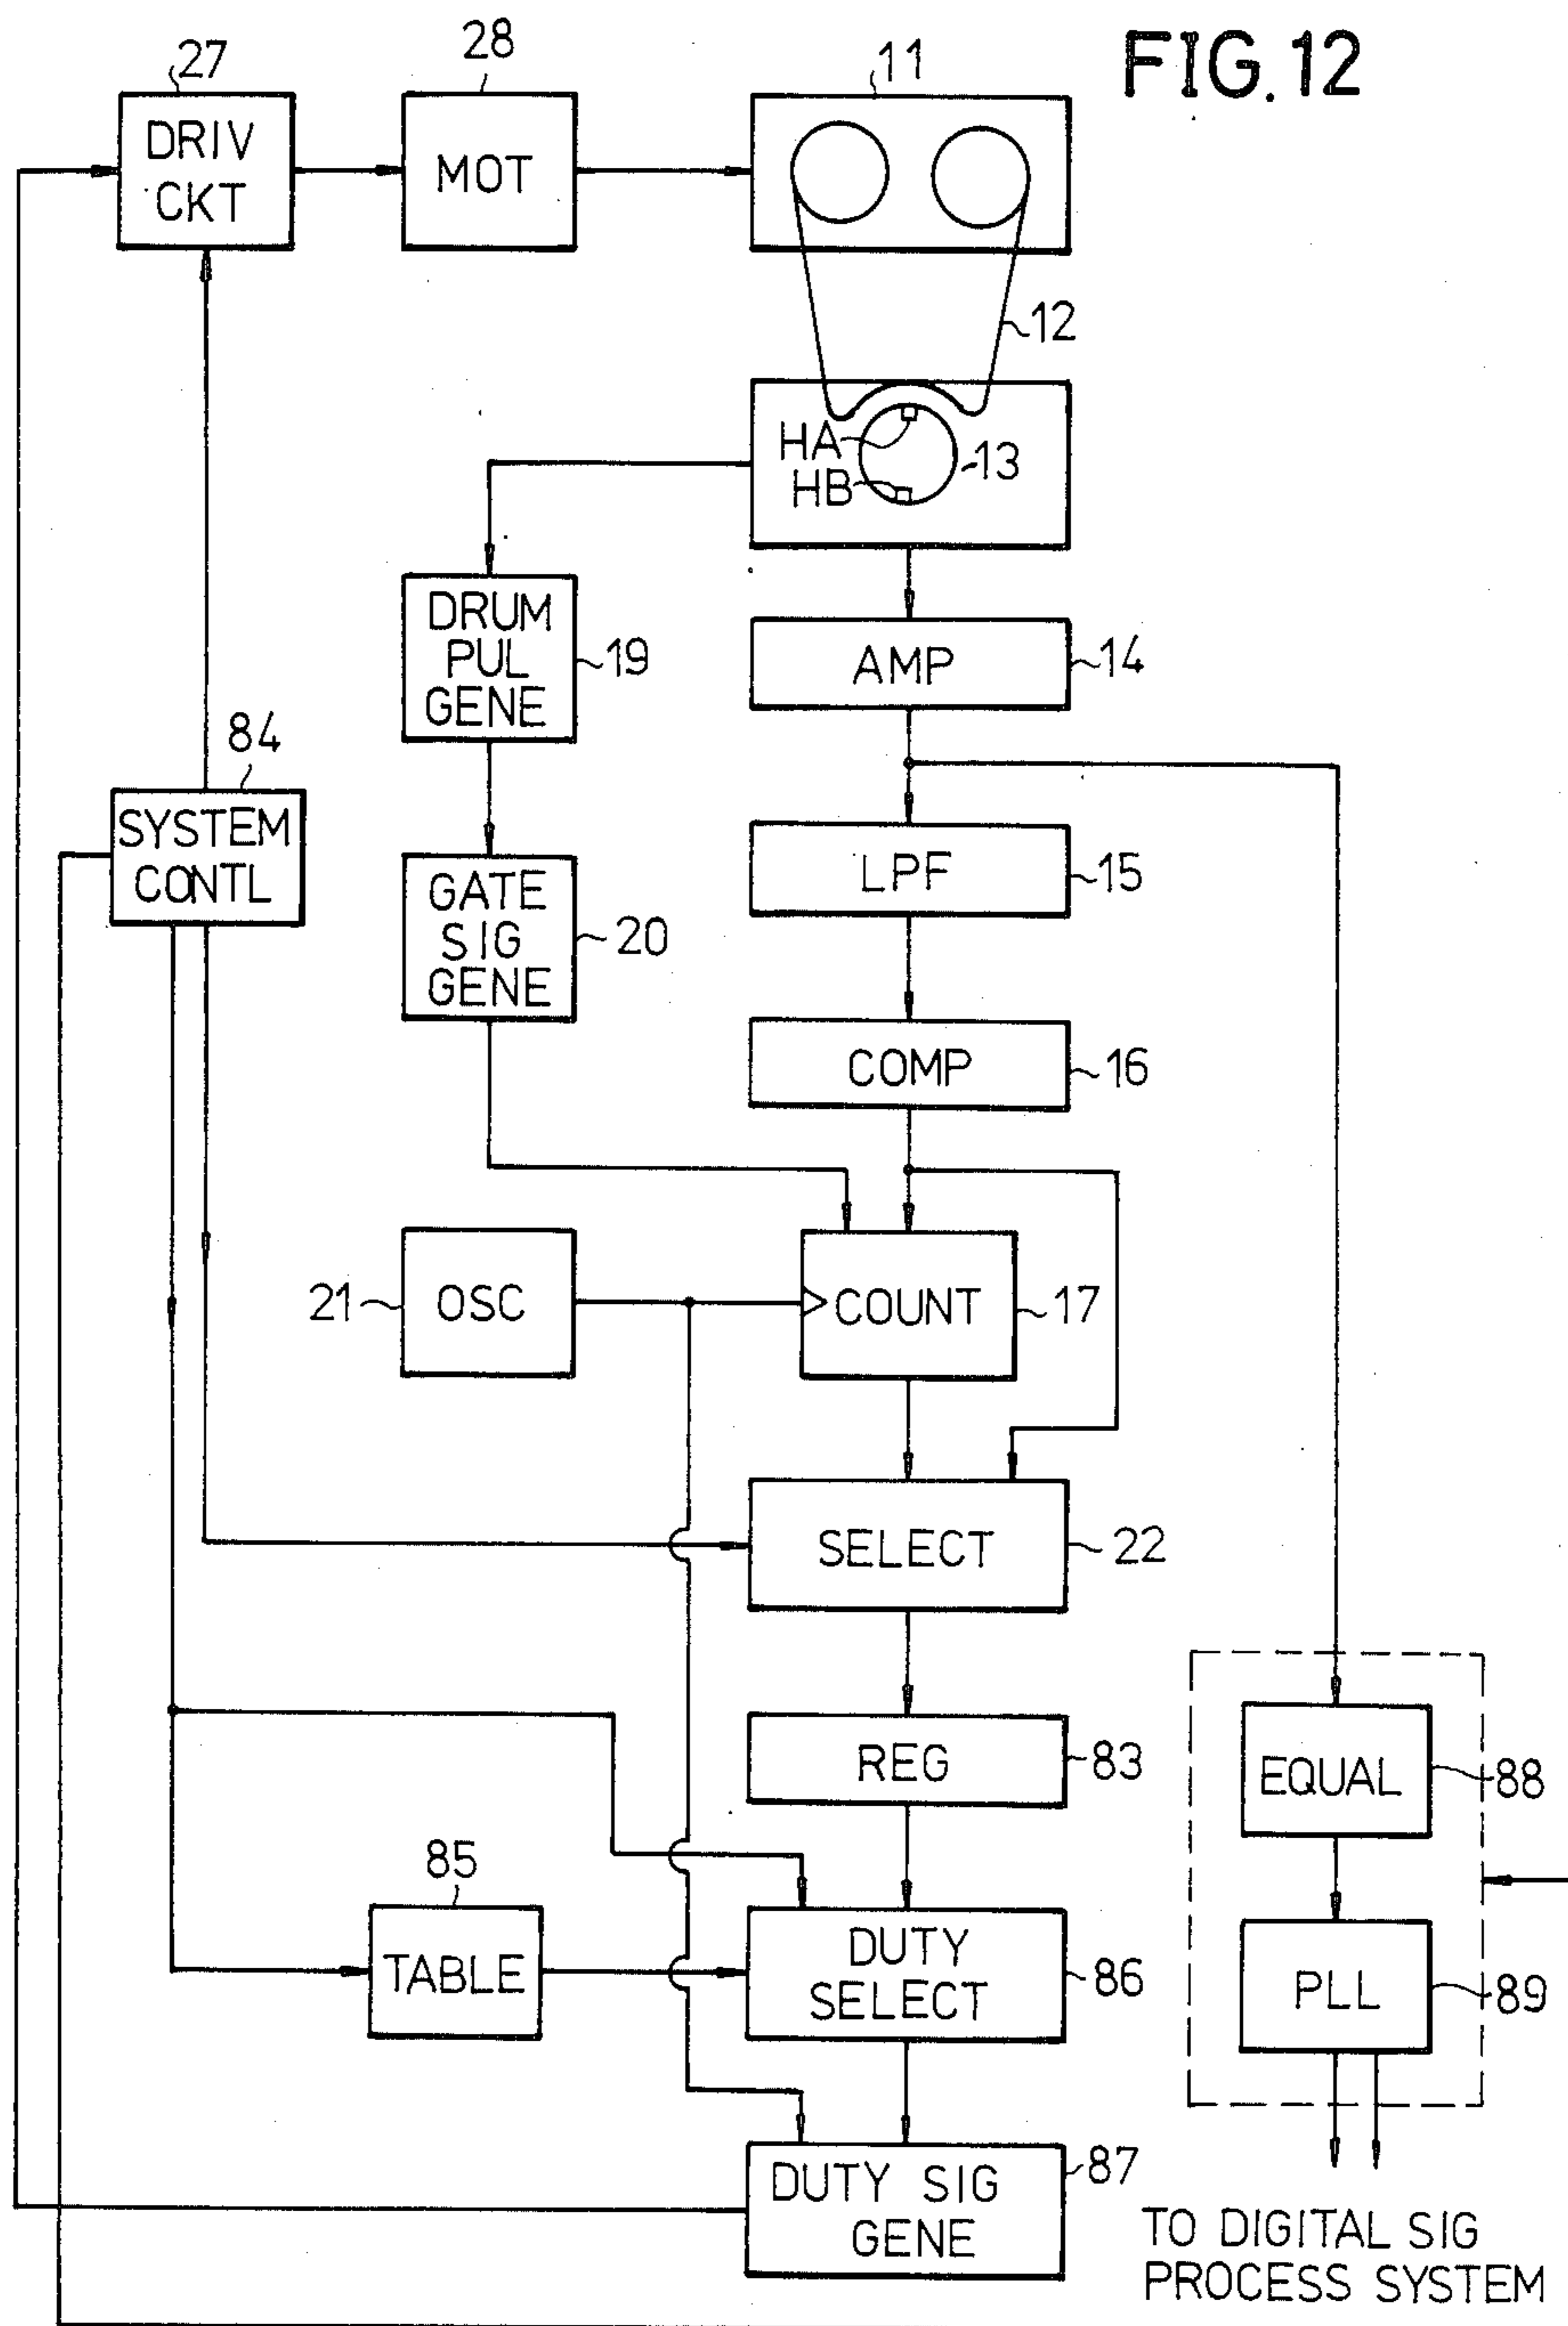 FIG. 12
27
28
11
DRIV
CKT
MOT
12
HA
HB
13
DRUM
PUL
GENE
19
AMP
14
84
SYSTEM
CONTL
LPF
15
GATE
SIG
GENE
20
COMP
16
21
OSC
COUNT
17
SELECT
22
REG
83
EQUAL
88
85
TABLE
DUTY
SELECT
86
PLL
89
DUTY SIG
GENE
87
TO DIGITAL SIG
PROCESS SYSTEM